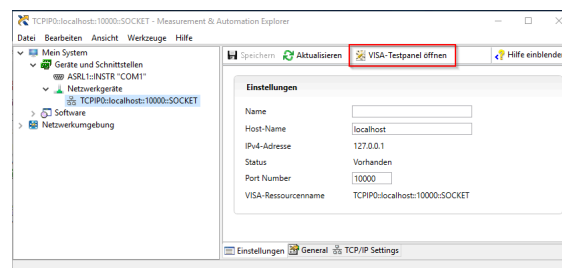 TCPIP0::localhost::10000::SOCKET - Measurement & Automation Explorer
Datei Bearbeiten Ansicht Werkzeuge Hilfe
Mein System
Geräte und Schnittstellen
ASRL1::INSTR "COM1"
Netzwerkgeräte
TCPIP0::localhost::10000::SOCKET
Software
Netzwerkumgebung
Speichern Aktualisieren VISA-Testpanel öffnen Hilfe einblende
Einstellungen
Name
Host-Name localhost
IPv4-Adresse 127.0.0.1
Status Vorhanden
Port Number 10000
VISA-Ressourcenname TCPIP0::localhost::10000::SOCKET
Einstellungen General TCP/IP Settings